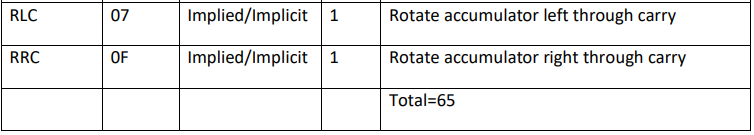 RLC 07 Implied/Implicit 1 Rotate accumulator left through carry
RRC 0F Implied/Implicit 1 Rotate accumulator right through carry
Total=65